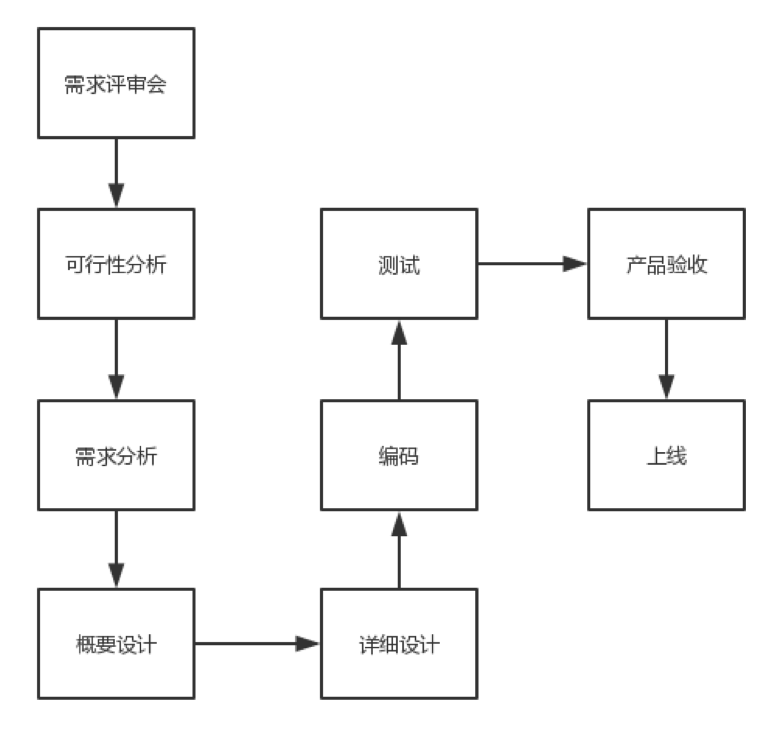 需求评审会
可行性分析
需求分析
概要设计
详细设计
编码
测试
产品验收
上线